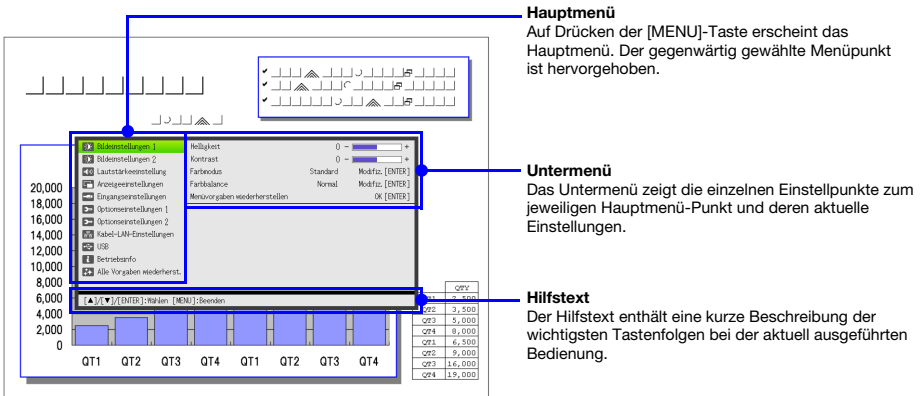 Hauptmenü
Auf Drücken der [MENU]-Taste erscheint das
Hauptmenü. Der gegenwärtig gewählte Menüpunkt
ist hervorgehoben.
Bildeinstellungen 1
Bildeinstellungen 2
Lautstärkeeinstellung
Anzeigeeinstellungen
Eingangseinstellungen
Optionseinstellungen 1
Optionseinstellungen 2
Kabel-LAN-Einstellungen
USB
Betriebsinfo
Alle Vorgaben wiederherst.
Helligkeit 0 - +
Kontrast 0 - +
Farbmodus Standard Modifiz.[ENTER]
Farbbalance Normal Modifiz.[ENTER]
Menüvorgaben wiederherstellen OK [ENTER]
[▲]/[▼]/[ENTER]:Wählen [MENU]:Beenden
Untermenü
Das Untermenü zeigt die einzelnen Einstellpunkte zum
jeweiligen Hauptmenü-Punkt und deren aktuelle
Einstellungen.
Hilfstext
Der Hilfstext enthält eine kurze Beschreibung der
wichtigsten Tastenfolgen bei der aktuell ausgeführten
Bedienung.
20,000
18,000
16,000
14,000
12,000
10,000
8,000
6,000
4,000
2,000
0
QT1 QT2 QT3 QT4 QT1 QT2 QT3 QT4
QTY
QT2 3,500
QT3 5,000
QT4 8,000
QT1 6,500
QT2 9,000
QT3 16,000
QT4 19,000